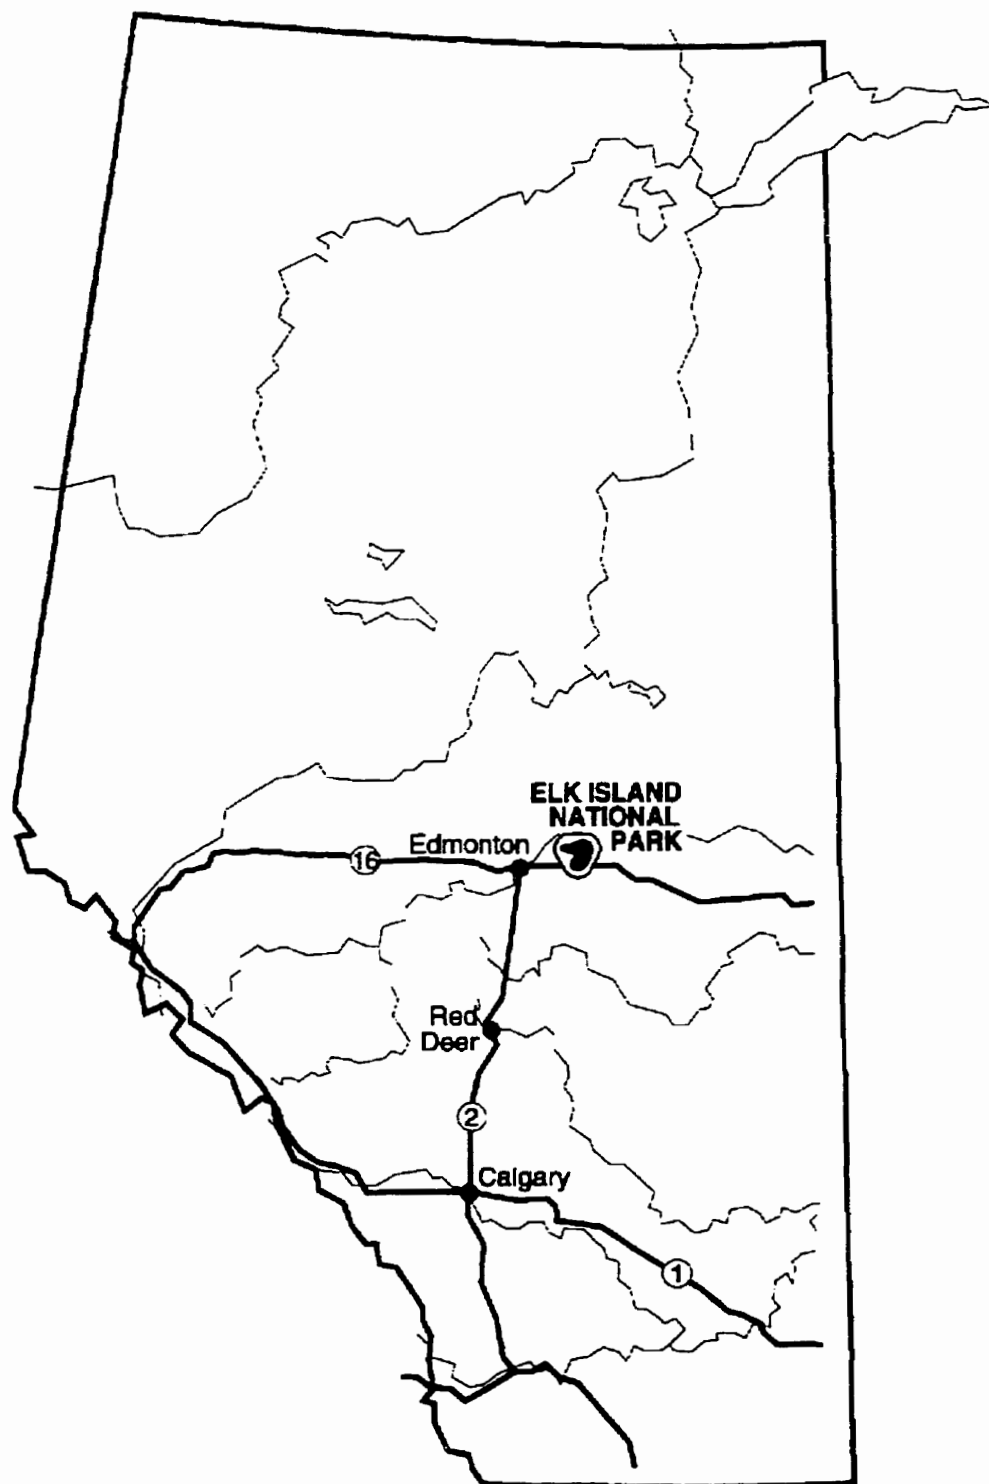 ELK ISLAND
NATIONAL
PARK
Edmonton
16
Red
Deer
2
Calgary
1